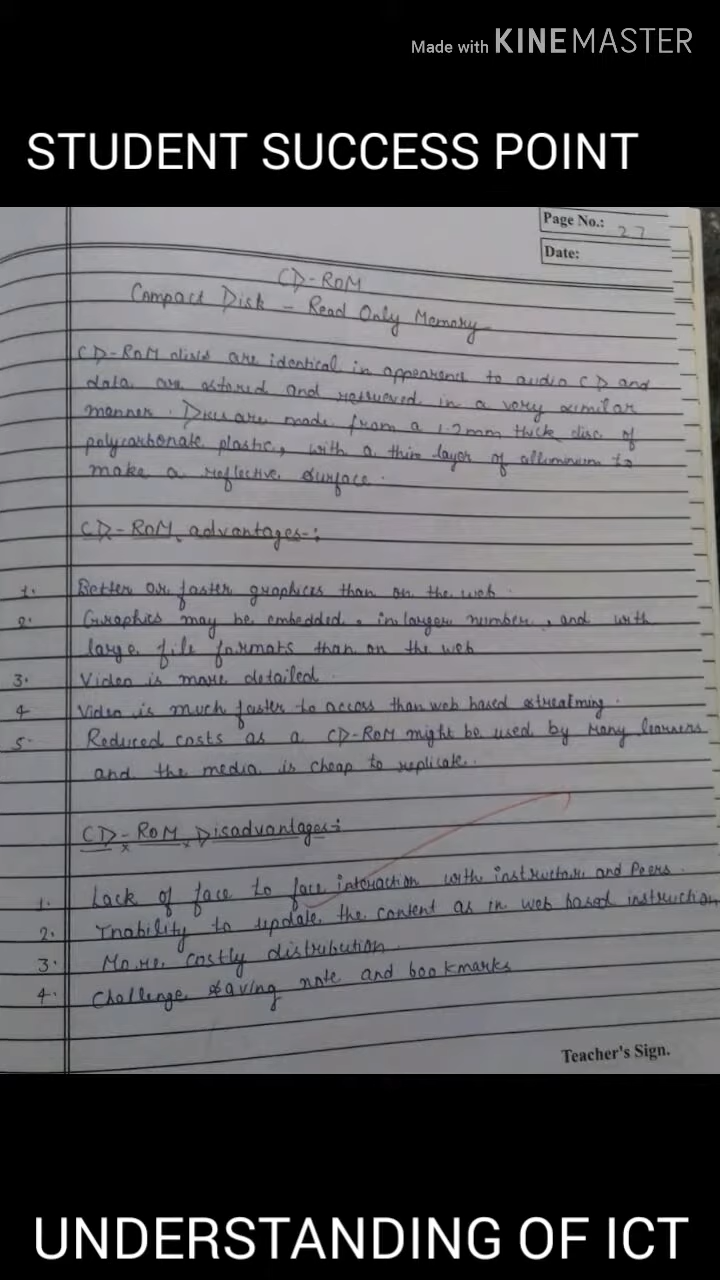 Made with KINEMASTER
STUDENT SUCCESS POINT
Page No.: 27
Date:
CD-ROM
Compact Disk - Read Only Memory
CD-ROM disks are identical in appearence to audio CD and
data are astored and retrieved in a very similar
manner. Discs are made from a 1.2mm thick disc of
polycarbonate plastic, with a thin layer of alluminum to
make a reflective surface.
CD-ROM advantages-:
1. Better or faster graphices than on the web.
2. Graphics may be embedded, in larger number, and with
large file formats than on the web
3. Video is more detailed.
4 Video is much faster to access than web based streatming.
5. Reduced costs as a CD-ROM might be used by many learners
and the media is cheap to replicate.
CD-ROM Disadvantages-:
1. Lack of face to face interaction with instructors and Peers.
2. Inability to update the content as in web based instruction
3. More costly distribution.
4. Challenge saving note and bookmarks
Teacher's Sign.
UNDERSTANDING OF ICT